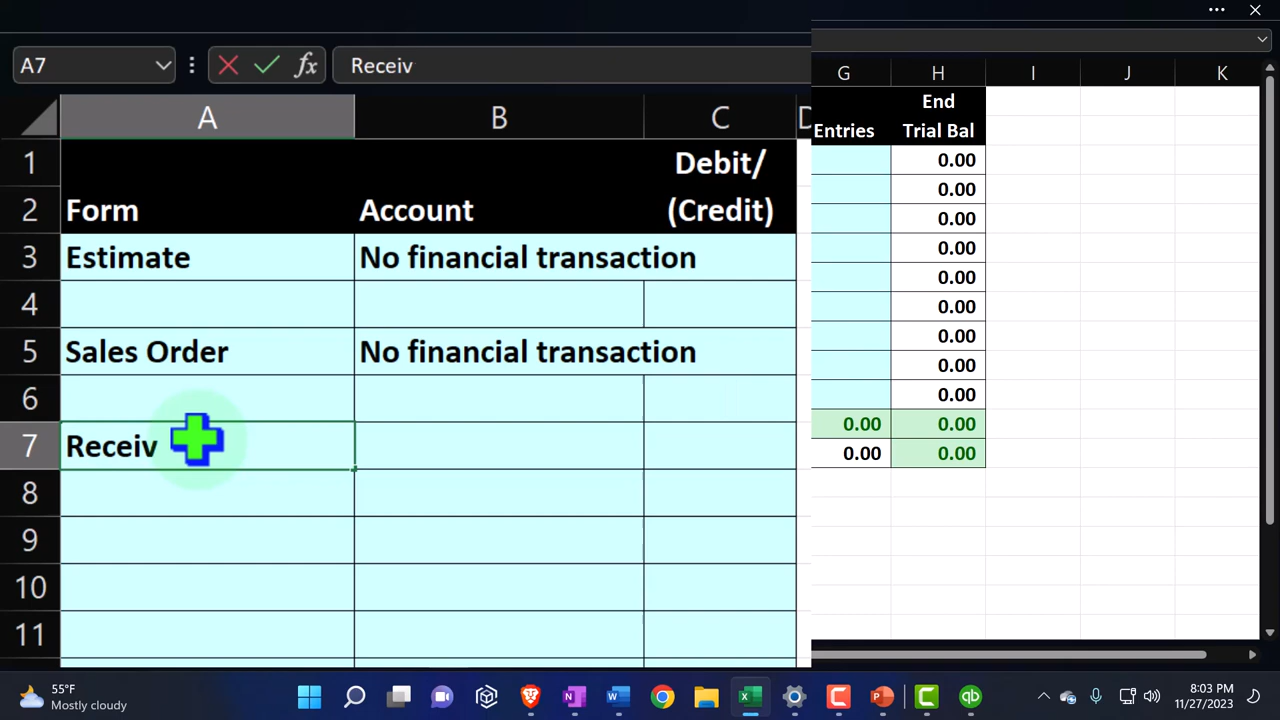 A7
Receiv
fx
A B C D G H I J K
1 Debit/
2 Form Account (Credit)
3 Estimate No financial transaction
4
5 Sales Order No financial transaction
6
7 Receiv
8
9
10
11
End
Entries Trial Bal
0.00
0.00
0.00
0.00
0.00
0.00
0.00
0.00
0.00
0.00 0.00
0.00 0.00
55°F
Mostly cloudy
8:03 PM
11/27/2023